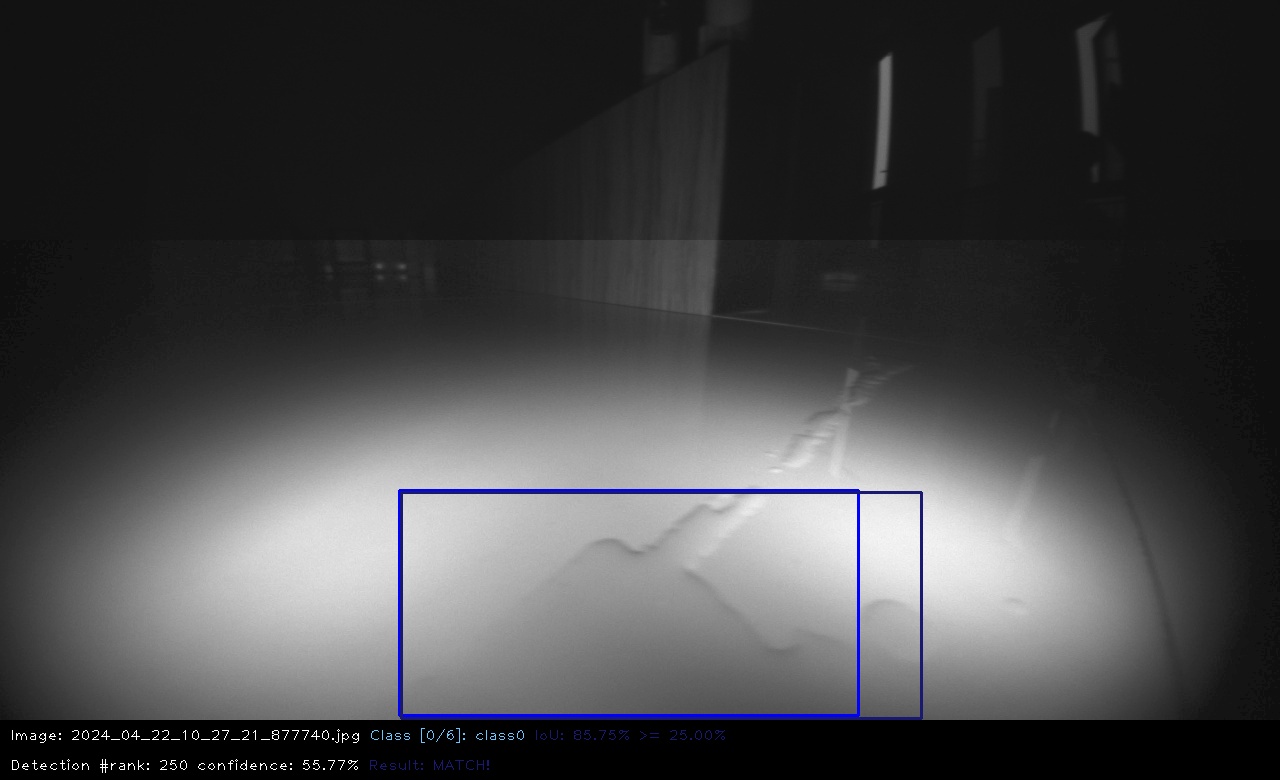 Image: 2024_04_22_10_27_21_877740.jpg Class [0/6]: class0 IoU: 85.75% >= 25.00%
Detection #rank: 250 confidence: 55.77% Result: MATCH!